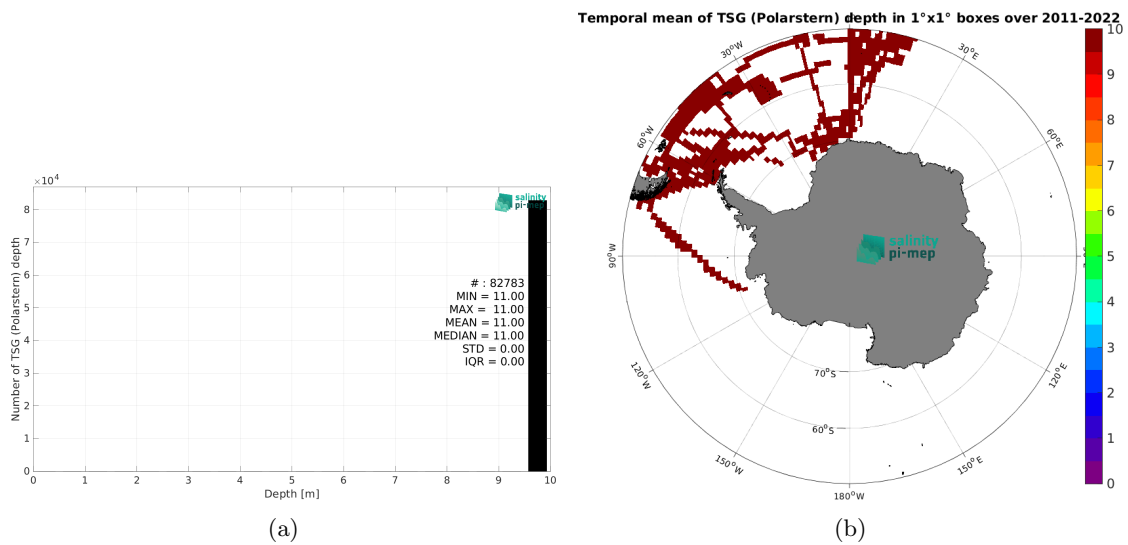 ×10⁴
8
7
6
5
4
3
2
1
0
Number of TSG (Polarstern) depth
salinity
pi-mep
# : 82783
MIN = 11.00
MAX = 11.00
MEAN = 11.00
MEDIAN = 11.00
STD = 0.00
IQR = 0.00
0 1 2 3 4 5 6 7 8 9 10
Depth [m]
(a)
Temporal mean of TSG (Polarstern) depth in 1°x1° boxes over 2011-2022
30°W
30°E
60°W
60°E
90°W
120°W
120°E
150°W
150°E
180°W
70°S
60°S
salinity
pi-mep
10
9
8
7
6
5
4
3
2
1
0
(b)